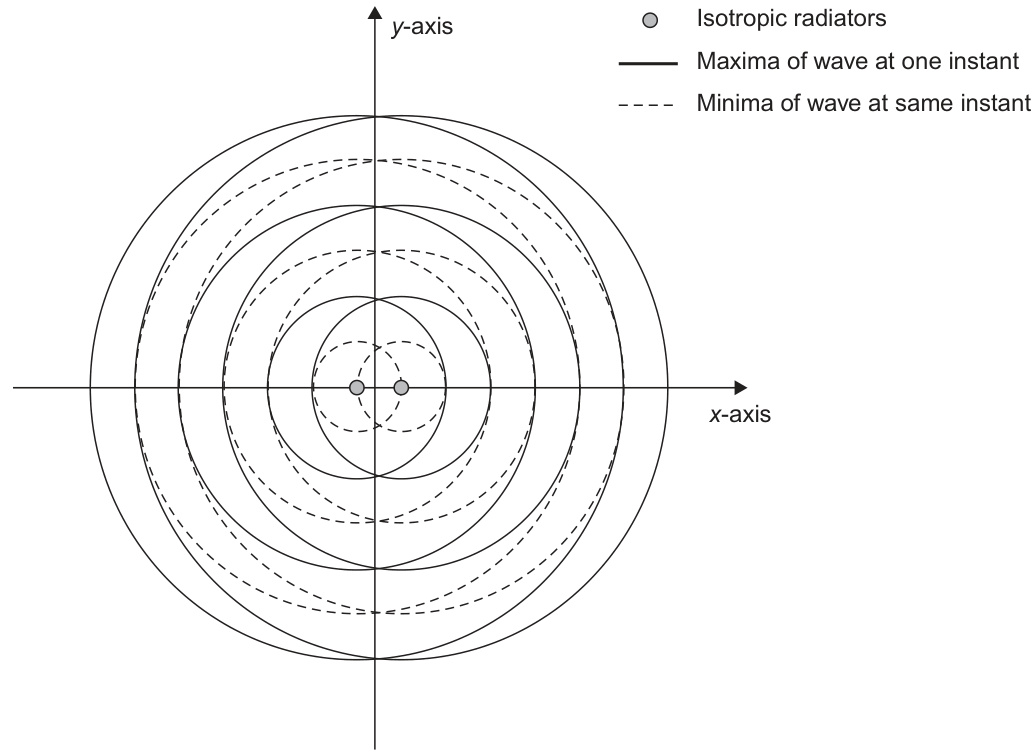 y-axis
Isotropic radiators
Maxima of wave at one instant
Minima of wave at same instant
x-axis